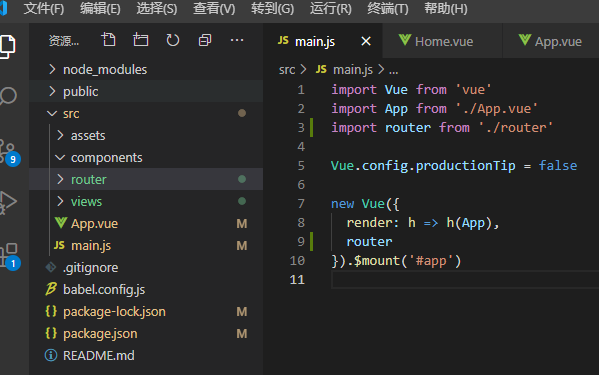 文件(F) 编辑(E) 选择(S) 查看(V) 转到(G) 运行(R) 终端(T) 帮助(H)
资源... ...
JS main.js Home.vue App.vue
src > JS main.js > ...
node_modules
public
src
assets
components
router
views
App.vue M
JS main.js M
.gitignore
babel.config.js
{} package-lock.json M
{} package.json M
README.md
9
1
1 import Vue from 'vue'
2 import App from './App.vue'
3 import router from './router'
4
5 Vue.config.productionTip = false
6
7 new Vue({
8 render: h => h(App),
9 router
10 }).$mount('#app')
11